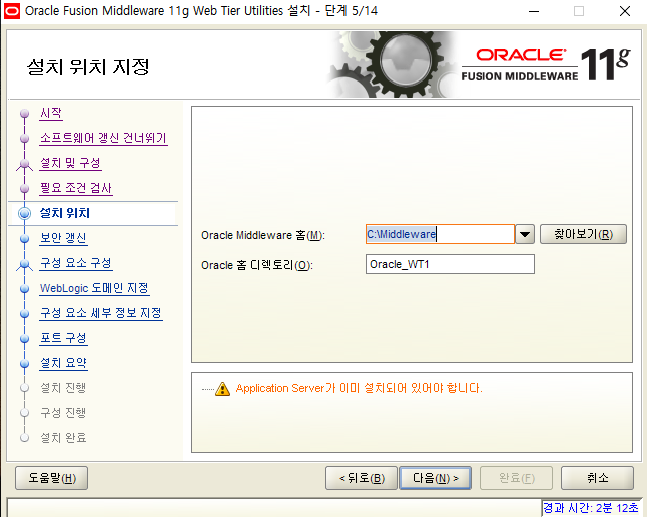 Oracle Fusion Middleware 11g Web Tier Utilities 설치 - 단계 5/14
설치 위치 지정
ORACLE
FUSION MIDDLEWARE 11g
시작
소프트웨어 갱신 건너뛰기
설치 및 구성
필요 조건 검사
설치 위치
보안 갱신
구성 요소 구성
WebLogic 도메인 지정
구성 요소 세부 정보 지정
포트 구성
설치 요약
설치 진행
구성 진행
설치 완료
Oracle Middleware 홈(M): C:\Middleware 찾아보기(R)
Oracle 홈 디렉토리(O): Oracle_WT1
Application Server가 이미 설치되어 있어야 합니다.
도움말(H) < 뒤로(B) 다음(N) > 완료(F) 취소
경과 시간: 2분 12초